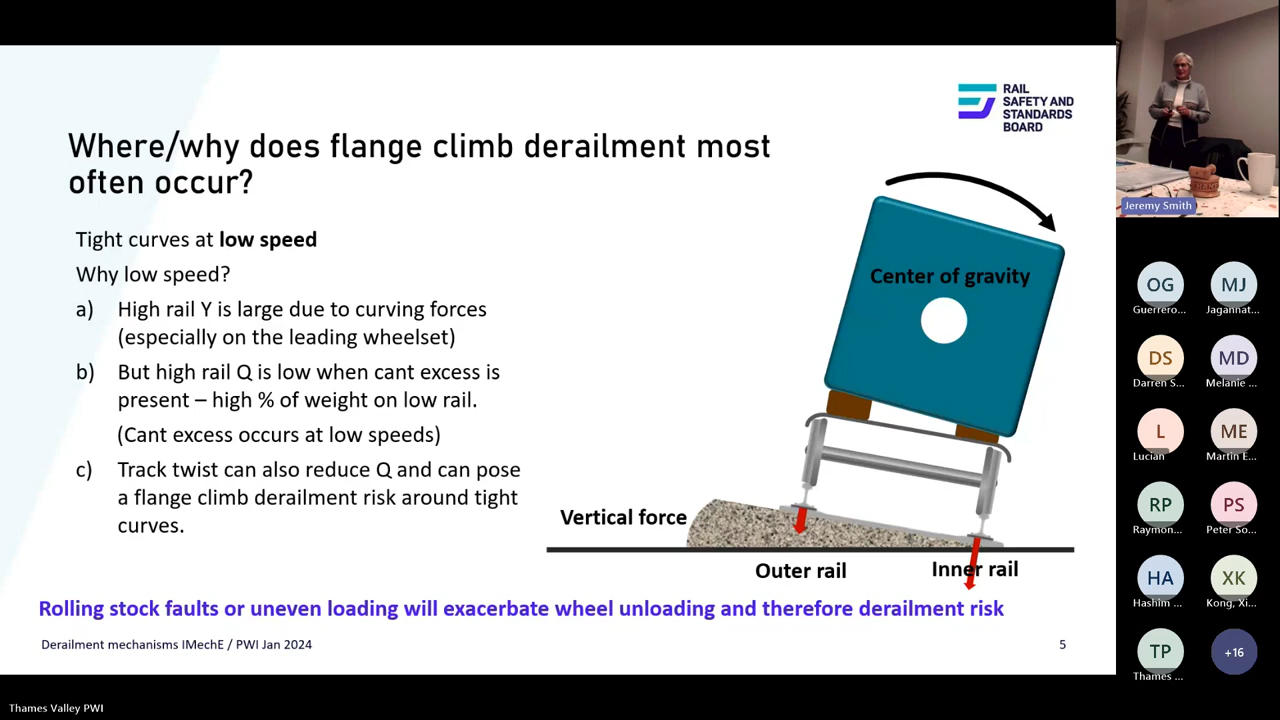 RAIL
SAFETY AND
STANDARDS
BOARD
Where/why does flange climb derailment most
often occur?
Tight curves at low speed
Why low speed?
a) High rail Y is large due to curving forces
(especially on the leading wheelset)
b) But high rail Q is low when cant excess is
present – high % of weight on low rail.
(Cant excess occurs at low speeds)
c) Track twist can also reduce Q and can pose
a flange climb derailment risk around tight
curves.
Center of gravity
Vertical force
Outer rail
Inner rail
Rolling stock faults or uneven loading will exacerbate wheel unloading and therefore derailment risk
Derailment mechanisms IMechE / PWI Jan 2024
5
Jeremy Smith
OG
Guerrero...
MJ
Jagannat...
DS
Darren S...
MD
Melanie ...
L
Lucian
ME
Martin E...
RP
Raymon...
PS
Peter So...
HA
Hashim ...
XK
Kong, Xi...
TP
Thames ...
+16
Thames Valley PWI